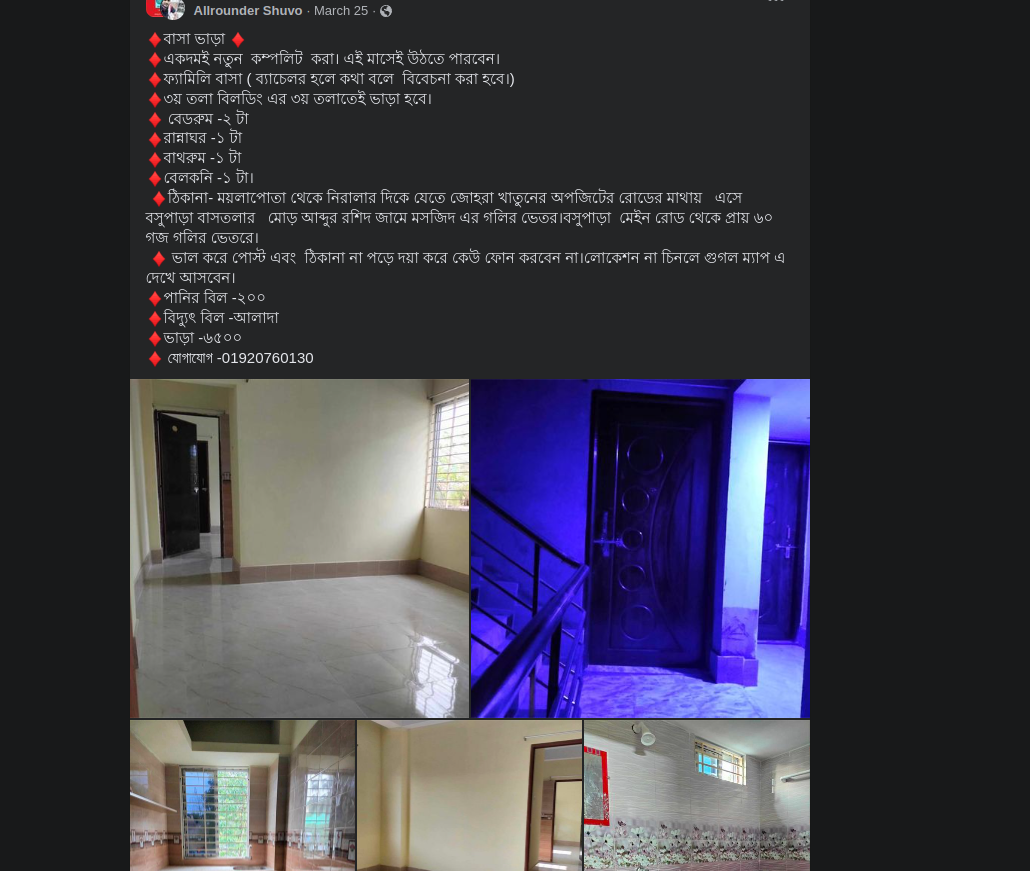 Allrounder Shuvo · March 25 ·
♦️বাসা ভাড়া ♦️
♦️একদমই নতুন কম্পলিট করা। এই মাসেই উঠতে পারবেন।
♦️ফ্যামিলি বাসা ( ব্যাচেলর হলে কথা বলে বিবেচনা করা হবে।)
♦️৩য় তলা বিলডিং এর ৩য় তলাতেই ভাড়া হবে।
♦️ বেডরুম -২ টা
♦️রান্নাঘর -১ টা
♦️বাথরুম -১ টা
♦️বেলকনি -১ টা।
♦️ঠিকানা- ময়লাপোতা থেকে নিরালার দিকে যেতে জোহরা খাতুনের অপজিটের রোডের মাথায় এসে
বসুপাড়া বাসতলার মোড় আব্দুর রশিদ জামে মসজিদ এর গলির ভেতর।বসুপাড়া মেইন রোড থেকে প্রায় ৬০
গজ গলির ভেতরে।
♦️ ভাল করে পোস্ট এবং ঠিকানা না পড়ে দয়া করে কেউ ফোন করবেন না।লোকেশন না চিনলে গুগল ম্যাপ এ
দেখে আসবেন।
♦️পানির বিল -২০০
♦️বিদ্যুৎ বিল -আলাদা
♦️ভাড়া -৬৫০০
♦️ যোগাযোগ -01920760130